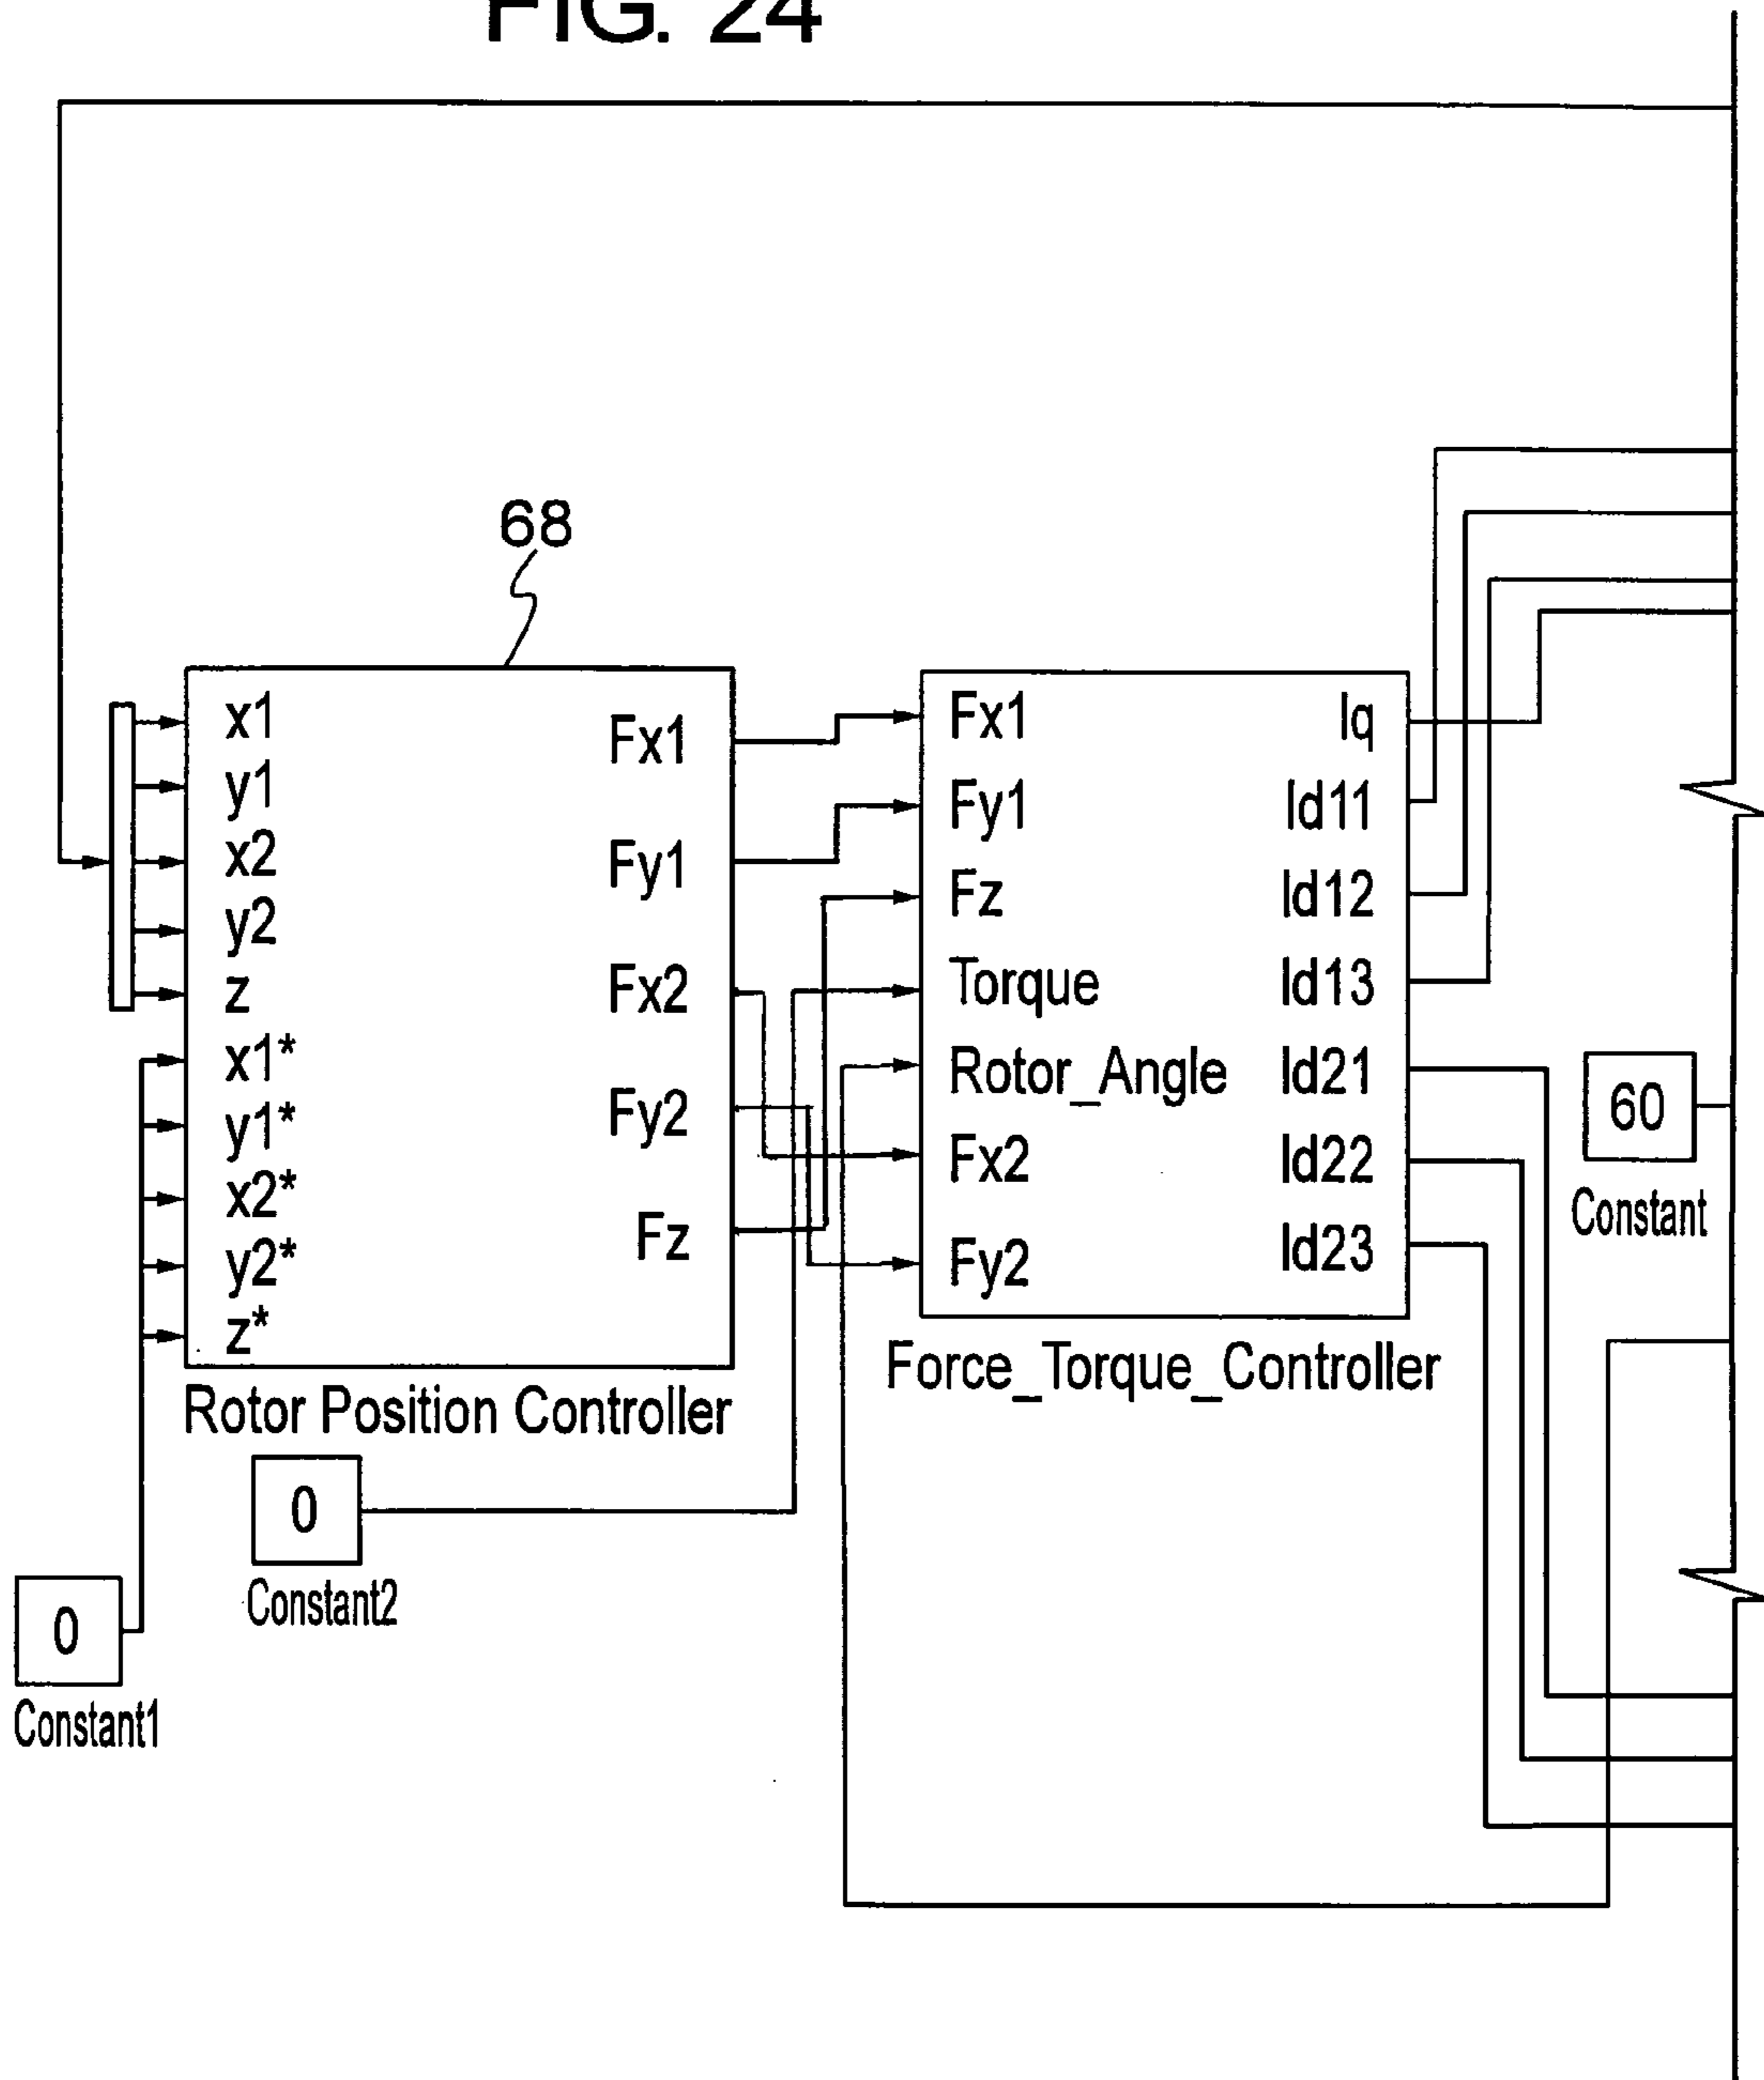 FIG. 24
68
x1
y1
x2
y2
z
x1*
y1*
x2*
y2*
z*
Fx1
Fy1
Fx2
Fy2
Fz
Rotor Position Controller
Fx1
Fy1
Fz
Torque
Rotor_Angle
Fx2
Fy2
Iq
Id11
Id12
Id13
Id21
Id22
Id23
Force_Torque_Controller
60
Constant
0
Constant2
0
Constant1